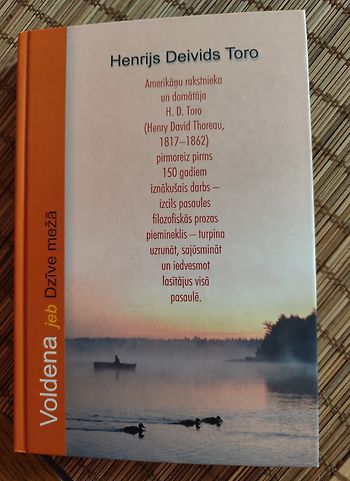 Henrijs Deivids Toro
Amerikāņu rakstnieka
un domātāja
H. D. Toro
(Henry David Thoreau,
1817–1862)
pirmoreiz pirms
150 gadiem
iznākušais darbs –
izcils pasaules
filozofiskās prozas
piemineklis – turpina
uzrunāt, sajūsmināt
un iedvesmot
lasītājus visā
pasaulē.
Voldena jeb Dzīve mežā